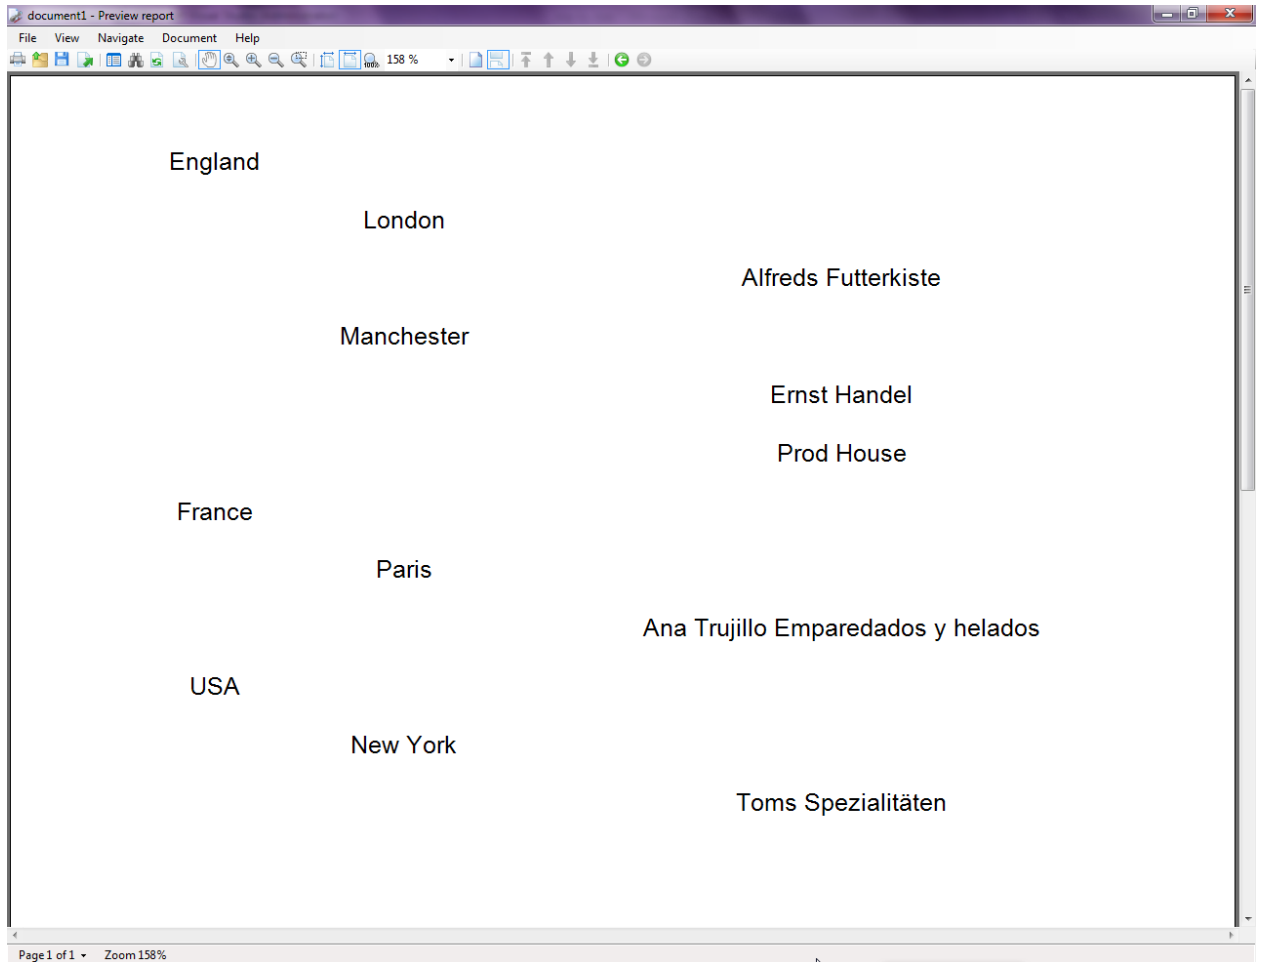 document1 - Preview report
File View Navigate Document Help
100% 158 %
England
London
Alfreds Futterkiste
Manchester
Ernst Handel
Prod House
France
Paris
Ana Trujillo Emparedados y helados
USA
New York
Toms Spezialitäten
Page 1 of 1 Zoom 158%